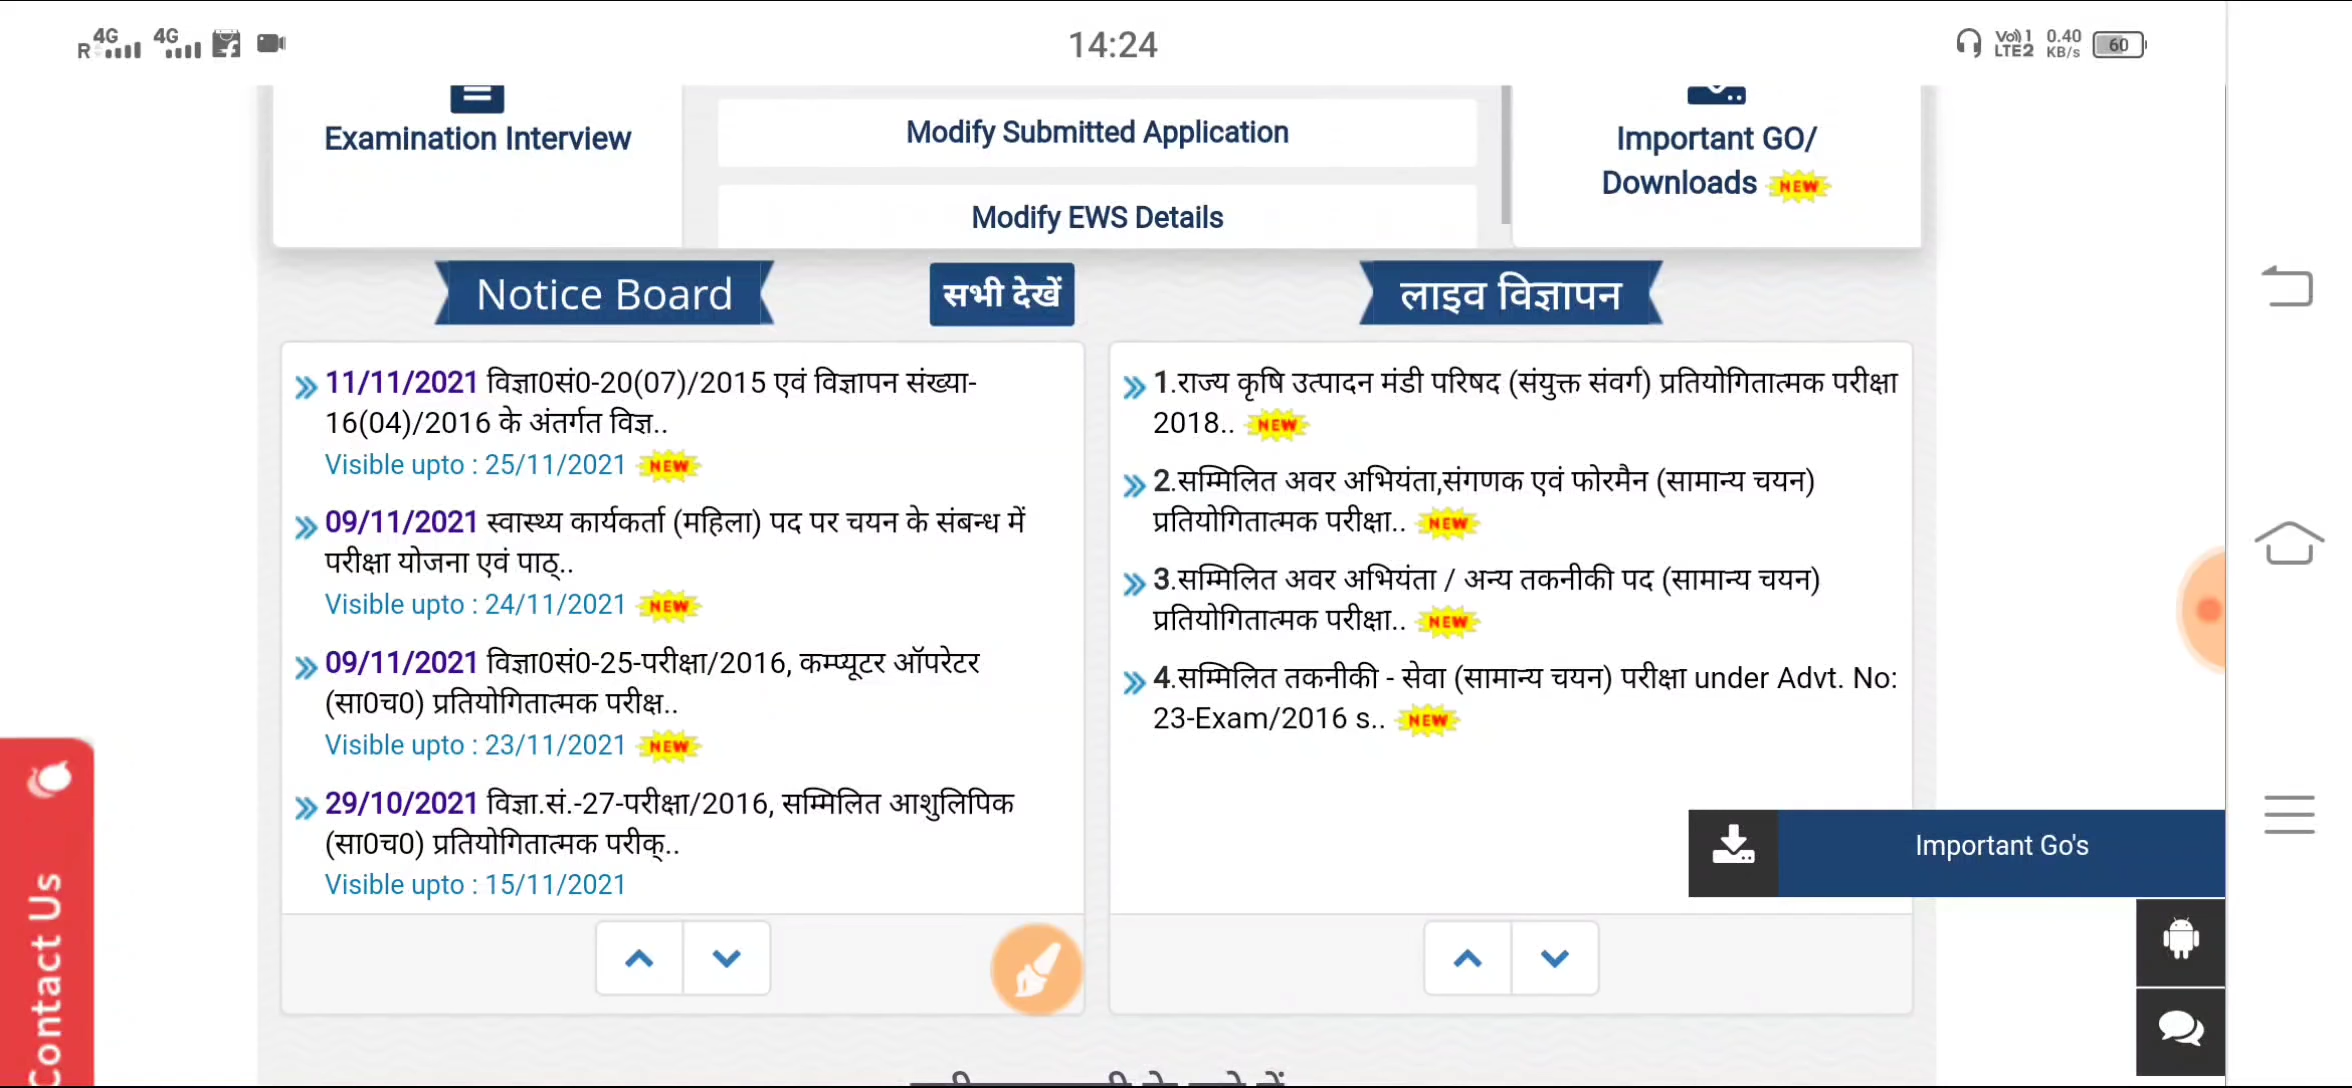 4G 4G
R
14:24
Vo) 1 0.40
LTE2 KB/s 60
Examination Interview
Modify Submitted Application
Modify EWS Details
Important GO/
Downloads NEW
Notice Board
सभी देखें
लाइव विज्ञापन
11/11/2021 विज्ञा0सं0-20(07)/2015 एवं विज्ञापन संख्या-
16(04)/2016 के अंतर्गत विज्ञ..
Visible upto : 25/11/2021 NEW
09/11/2021 स्वास्थ्य कार्यकर्ता (महिला) पद पर चयन के संबन्ध में
परीक्षा योजना एवं पाठ्..
Visible upto : 24/11/2021 NEW
09/11/2021 विज्ञा0सं0-25-परीक्षा/2016, कम्प्यूटर ऑपरेटर
(सा0च0) प्रतियोगितात्मक परीक्ष..
Visible upto : 23/11/2021 NEW
29/10/2021 विज्ञा.सं.-27-परीक्षा/2016, सम्मिलित आशुलिपिक
(सा0च0) प्रतियोगितात्मक परीक्..
Visible upto : 15/11/2021
1.राज्य कृषि उत्पादन मंडी परिषद (संयुक्त संवर्ग) प्रतियोगितात्मक परीक्षा
2018.. NEW
2.सम्मिलित अवर अभियंता,संगणक एवं फोरमैन (सामान्य चयन)
प्रतियोगितात्मक परीक्षा.. NEW
3.सम्मिलित अवर अभियंता / अन्य तकनीकी पद (सामान्य चयन)
प्रतियोगितात्मक परीक्षा.. NEW
4.सम्मिलित तकनीकी - सेवा (सामान्य चयन) परीक्षा under Advt. No:
23-Exam/2016 s.. NEW
Important Go's
Contact Us